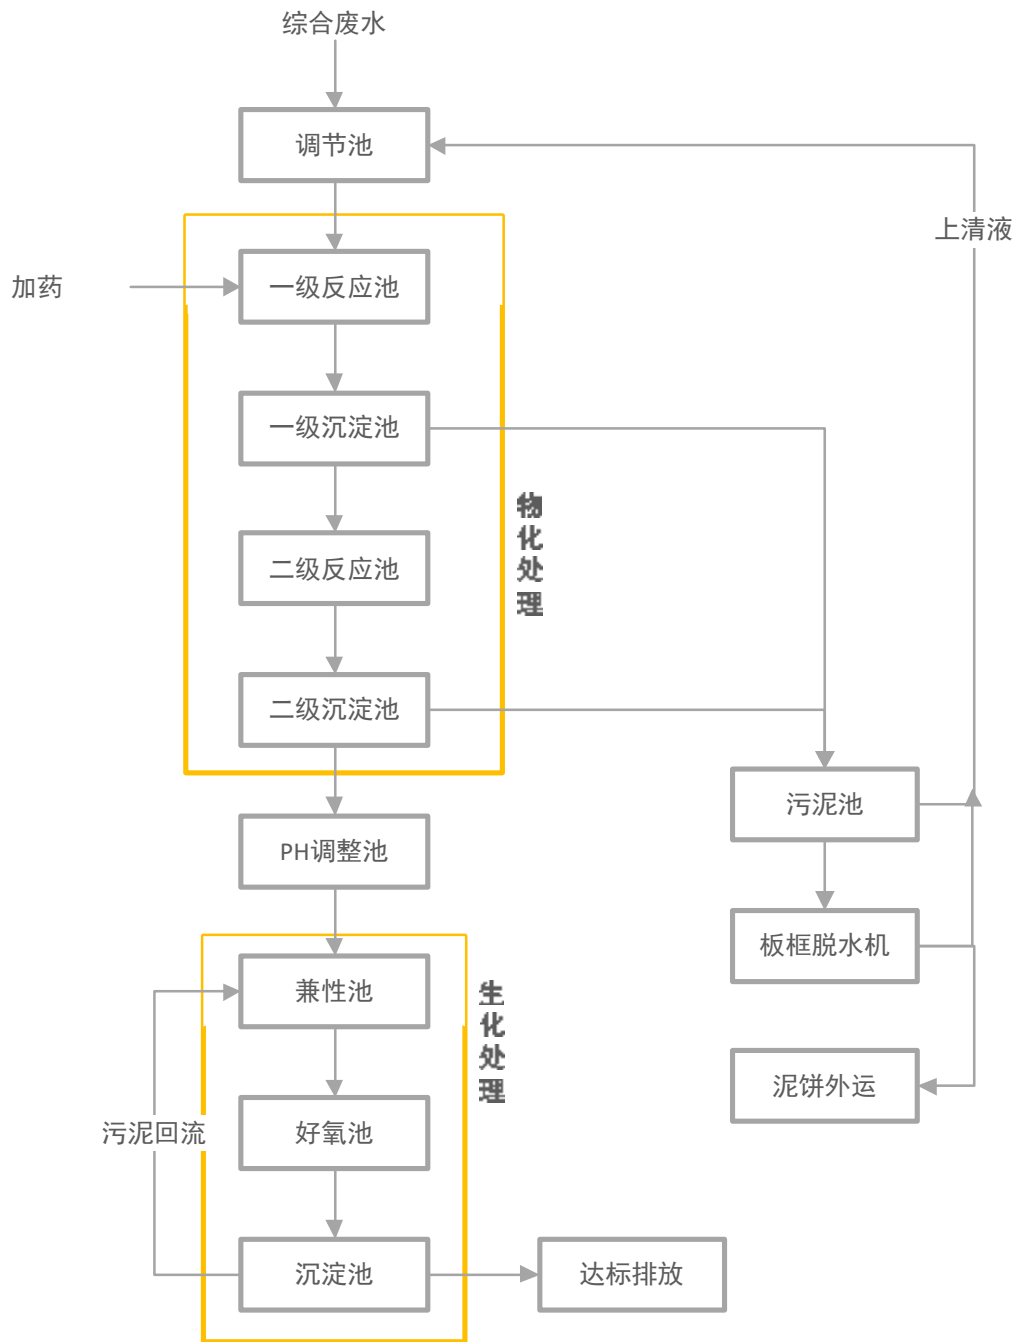 综合废水
调节池
上清液
加药
一级反应池
一级沉淀池
物
化
处
理
二级反应池
二级沉淀池
污泥池
PH调整池
板框脱水机
兼性池
生
化
处
理
泥饼外运
污泥回流
好氧池
沉淀池
达标排放